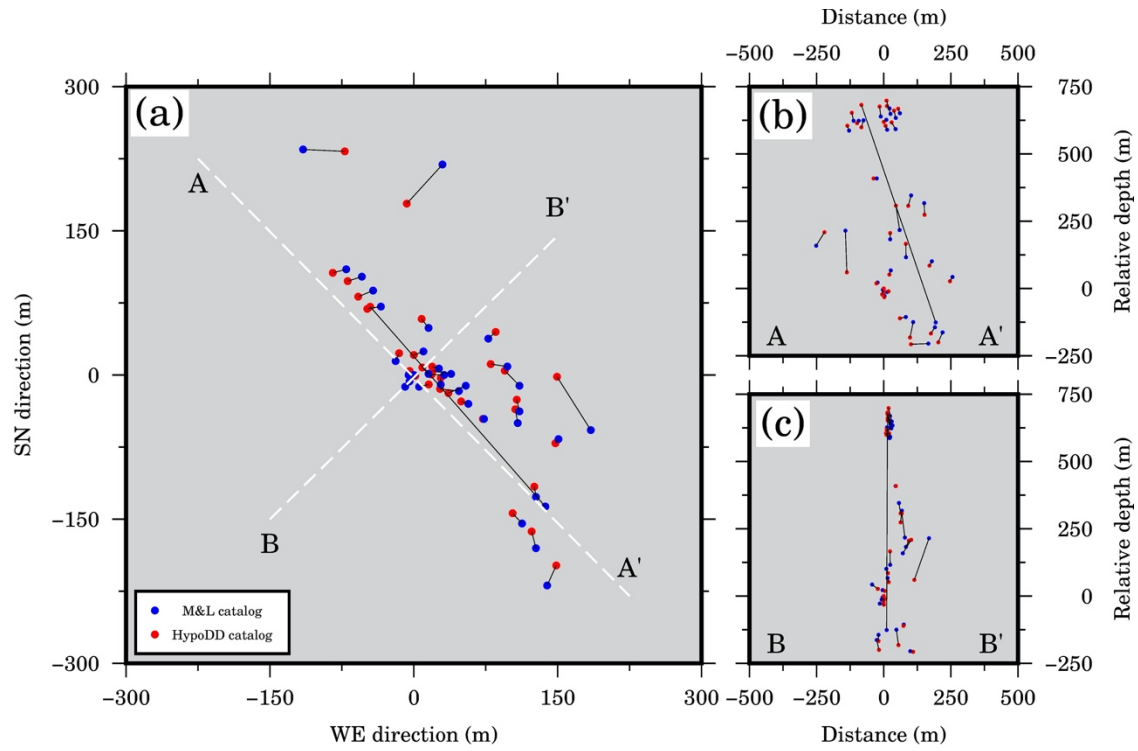 (a)
A
B'
B
A'
M&L catalog
HypoDD catalog
300
150
0
−150
−300
SN direction (m)
−300 −150 0 150 300
WE direction (m)
Distance (m)
−500 −250 0 250 500
(b)
A A'
750
500
250
0
−250
Relative depth (m)
(c)
B B'
750
500
250
0
−250
Relative depth (m)
−500 −250 0 250 500
Distance (m)